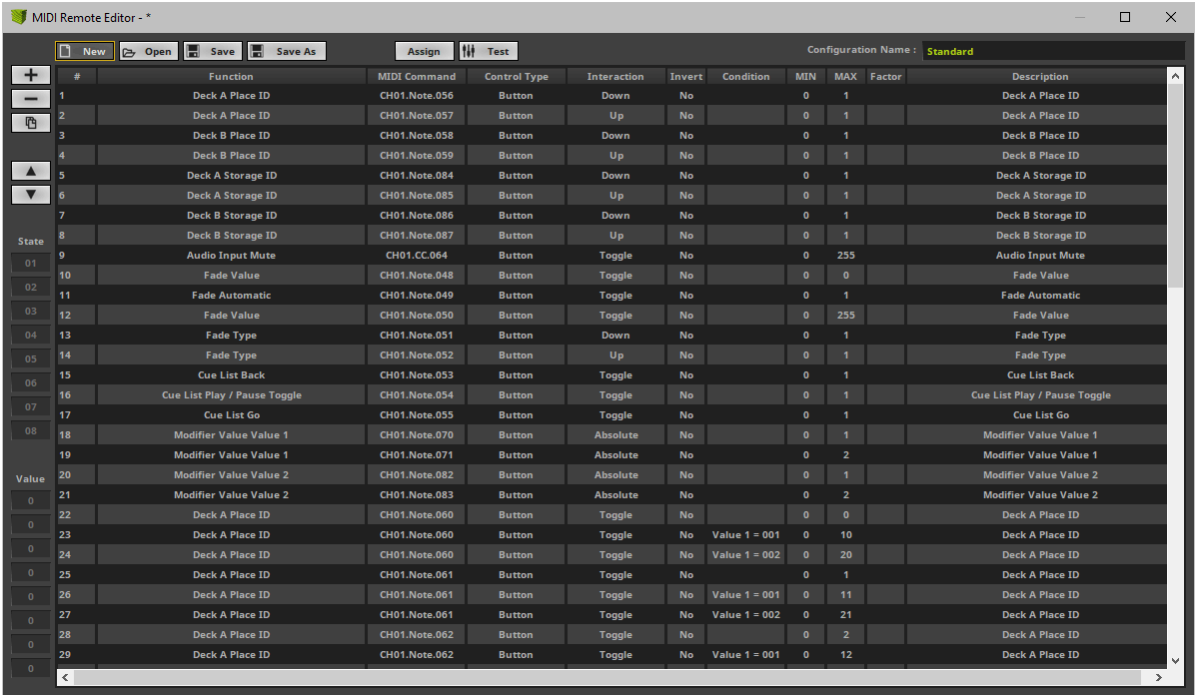 MIDI Remote Editor - *
New Open Save Save As Assign Test Configuration Name : Standard
# Function MIDI Command Control Type Interaction Invert Condition MIN MAX Factor Description
1 Deck A Place ID CH01.Note.056 Button Down No 0 1 Deck A Place ID
2 Deck A Place ID CH01.Note.057 Button Up No 0 1 Deck A Place ID
3 Deck B Place ID CH01.Note.058 Button Down No 0 1 Deck B Place ID
4 Deck B Place ID CH01.Note.059 Button Up No 0 1 Deck B Place ID
5 Deck A Storage ID CH01.Note.084 Button Down No 0 1 Deck A Storage ID
6 Deck A Storage ID CH01.Note.085 Button Up No 0 1 Deck A Storage ID
7 Deck B Storage ID CH01.Note.086 Button Down No 0 1 Deck B Storage ID
8 Deck B Storage ID CH01.Note.087 Button Up No 0 1 Deck B Storage ID
9 Audio Input Mute CH01.CC.064 Button Toggle No 0 255 Audio Input Mute
10 Fade Value CH01.Note.048 Button Toggle No 0 0 Fade Value
11 Fade Automatic CH01.Note.049 Button Toggle No 0 1 Fade Automatic
12 Fade Value CH01.Note.050 Button Toggle No 0 255 Fade Value
13 Fade Type CH01.Note.051 Button Down No 0 1 Fade Type
14 Fade Type CH01.Note.052 Button Up No 0 1 Fade Type
15 Cue List Back CH01.Note.053 Button Toggle No 0 1 Cue List Back
16 Cue List Play / Pause Toggle CH01.Note.054 Button Toggle No 0 1 Cue List Play / Pause Toggle
17 Cue List Go CH01.Note.055 Button Toggle No 0 1 Cue List Go
18 Modifier Value Value 1 CH01.Note.070 Button Absolute No 0 1 Modifier Value Value 1
19 Modifier Value Value 1 CH01.Note.071 Button Absolute No 0 2 Modifier Value Value 1
20 Modifier Value Value 2 CH01.Note.082 Button Absolute No 0 1 Modifier Value Value 2
21 Modifier Value Value 2 CH01.Note.083 Button Absolute No 0 2 Modifier Value Value 2
22 Deck A Place ID CH01.Note.060 Button Toggle No 0 0 Deck A Place ID
23 Deck A Place ID CH01.Note.060 Button Toggle No Value 1 = 001 0 10 Deck A Place ID
24 Deck A Place ID CH01.Note.060 Button Toggle No Value 1 = 002 0 20 Deck A Place ID
25 Deck A Place ID CH01.Note.061 Button Toggle No 0 1 Deck A Place ID
26 Deck A Place ID CH01.Note.061 Button Toggle No Value 1 = 001 0 11 Deck A Place ID
27 Deck A Place ID CH01.Note.061 Button Toggle No Value 1 = 002 0 21 Deck A Place ID
28 Deck A Place ID CH01.Note.062 Button Toggle No 0 2 Deck A Place ID
29 Deck A Place ID CH01.Note.062 Button Toggle No Value 1 = 001 0 12 Deck A Place ID
State
01
02
03
04
05
06
07
08
Value
0
0
0
0
0
0
0
0